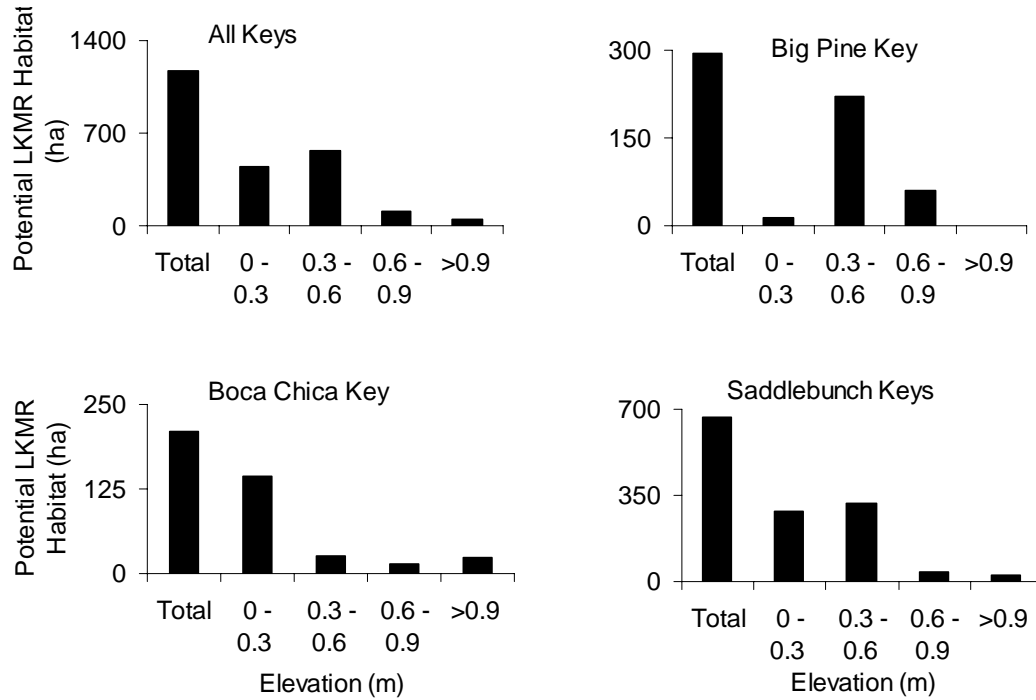 All Keys
Potential LKMR Habitat
(ha)
1400
700
0
Total 0 - 0.3 - 0.6 - >0.9
0.3 0.6 0.9
Big Pine Key
300
150
0
Total 0 - 0.3 - 0.6 - >0.9
0.3 0.6 0.9
Boca Chica Key
Potential LKMR
Habitat (ha)
250
125
0
Total 0 - 0.3 - 0.6 - >0.9
0.3 0.6 0.9
Elevation (m)
Saddlebunch Keys
700
350
0
Total 0 - 0.3 - 0.6 - >0.9
0.3 0.6 0.9
Elevation (m)